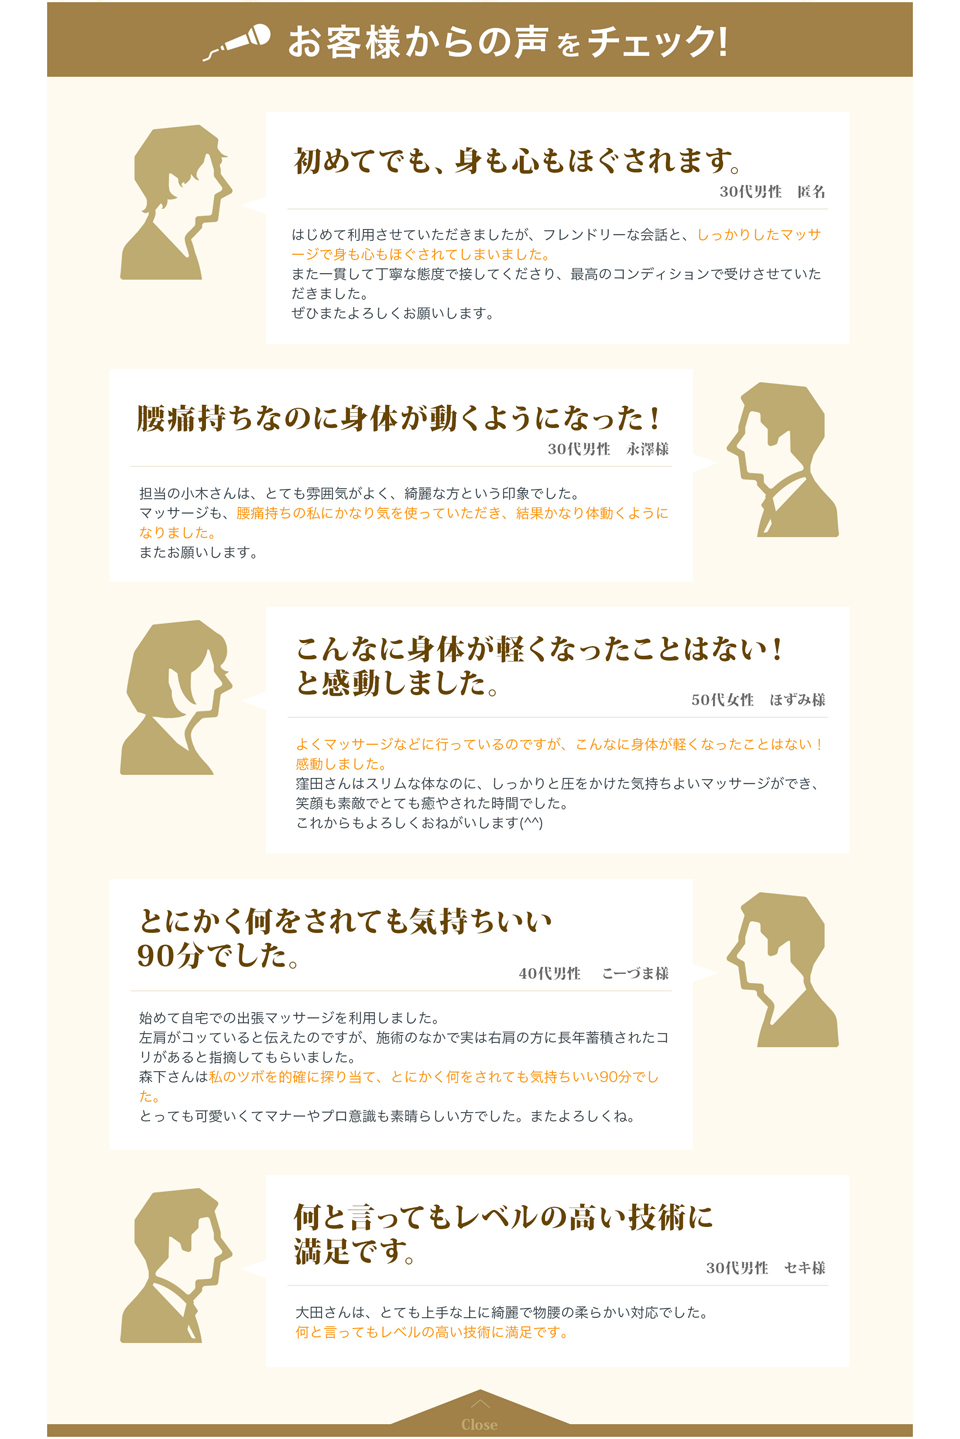 お客様からの声をチェック!
初めてでも、身も心もほぐされます。
30代男性　匿名
はじめて利用させていただきましたが、フレンドリーな会話と、しっかりしたマッサ
ージで身も心もほぐされてしまいました。
また一貫して丁寧な態度で接してくださり、最高のコンディションで受けさせていた
だきました。
ぜひまたよろしくお願いします。
腰痛持ちなのに身体が動くようになった！
30代男性　永澤様
担当の小木さんは、とても雰囲気がよく、綺麗な方という印象でした。
マッサージも、腰痛持ちの私にかなり気を使っていただき、結果かなり体動くように
なりました。
またお願いします。
こんなに身体が軽くなったことはない！
と感動しました。
50代女性　ほずみ様
よくマッサージなどに行っているのですが、こんなに身体が軽くなったことはない！
感動しました。
窪田さんはスリムな体なのに、しっかりと圧をかけた気持ちよいマッサージができ、
笑顔も素敵でとても癒やされた時間でした。
これからもよろしくおねがいします(^^)
とにかく何をされても気持ちいい
90分でした。
40代男性　こーづま様
始めて自宅での出張マッサージを利用しました。
左肩がコッていると伝えたのですが、施術のなかで実は右肩の方に長年蓄積されたコ
リがあると指摘してもらいました。
森下さんは私のツボを的確に探り当て、とにかく何をされても気持ちいい90分でし
た。
とっても可愛いくてマナーやプロ意識も素晴らしい方でした。またよろしくね。
何と言ってもレベルの高い技術に
満足です。
30代男性　セキ様
大田さんは、とても上手な上に綺麗で物腰の柔らかい対応でした。
何と言ってもレベルの高い技術に満足です。
Close